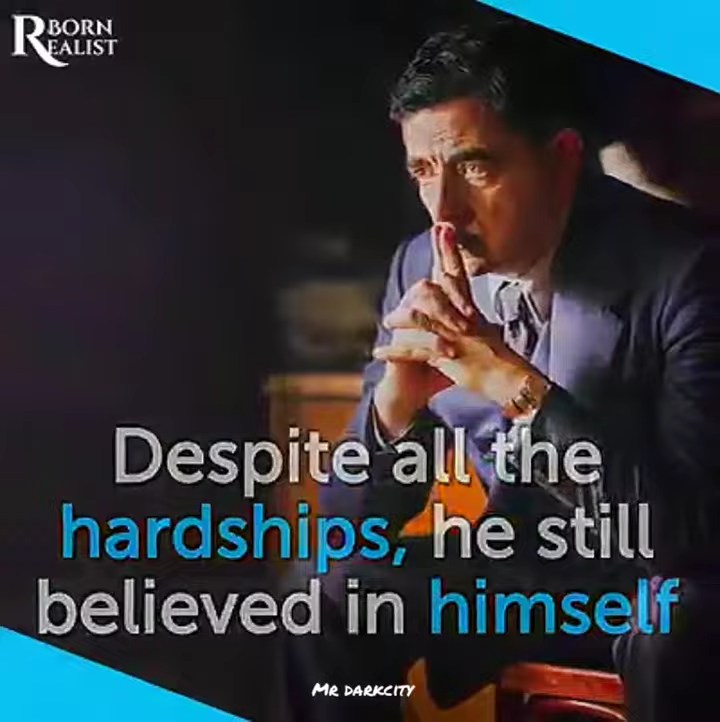 BORN
REALIST
Despite all the
hardships, he still
believed in himself
MR DARKCITY